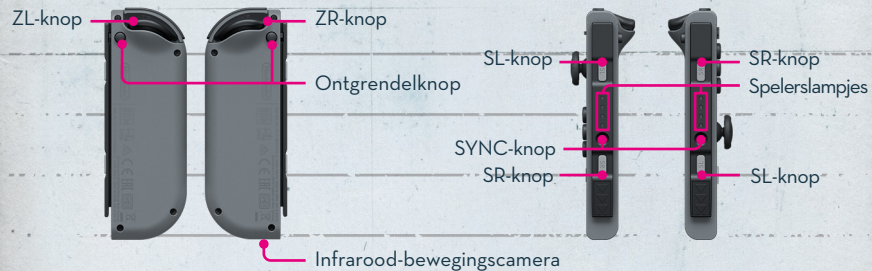 ZL-knop
ZR-knop
Ontgrendelknop
Infrarood-bewegingscamera
SL-knop
SR-knop
Spelerslampjes
SYNC-knop
SR-knop
SL-knop